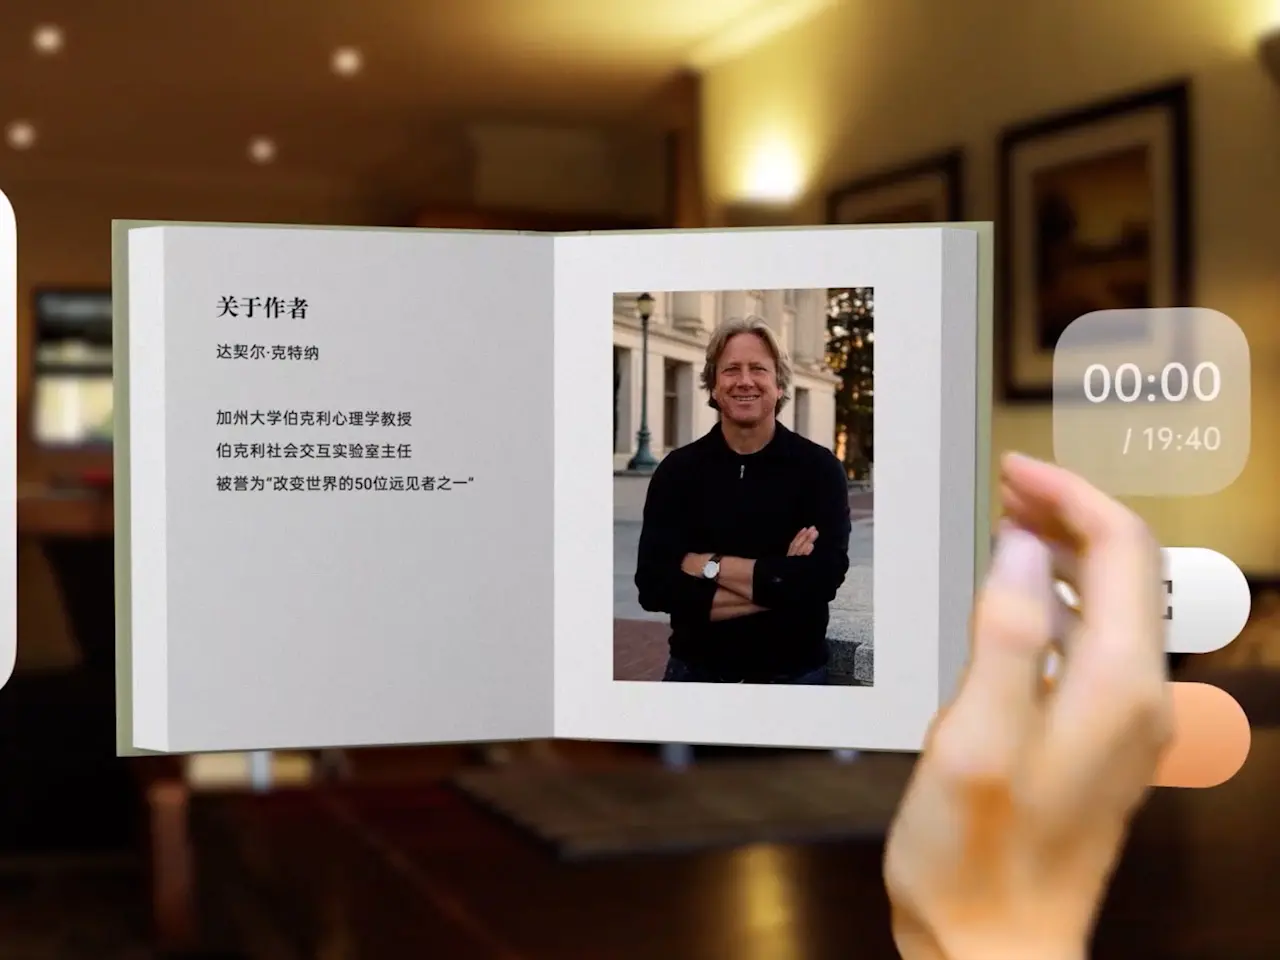 关于作者
达契尔·克特纳
加州大学伯克利心理学教授
伯克利社会交互实验室主任
被誉为“改变世界的50位远见者之一”
00:00
/ 19:40